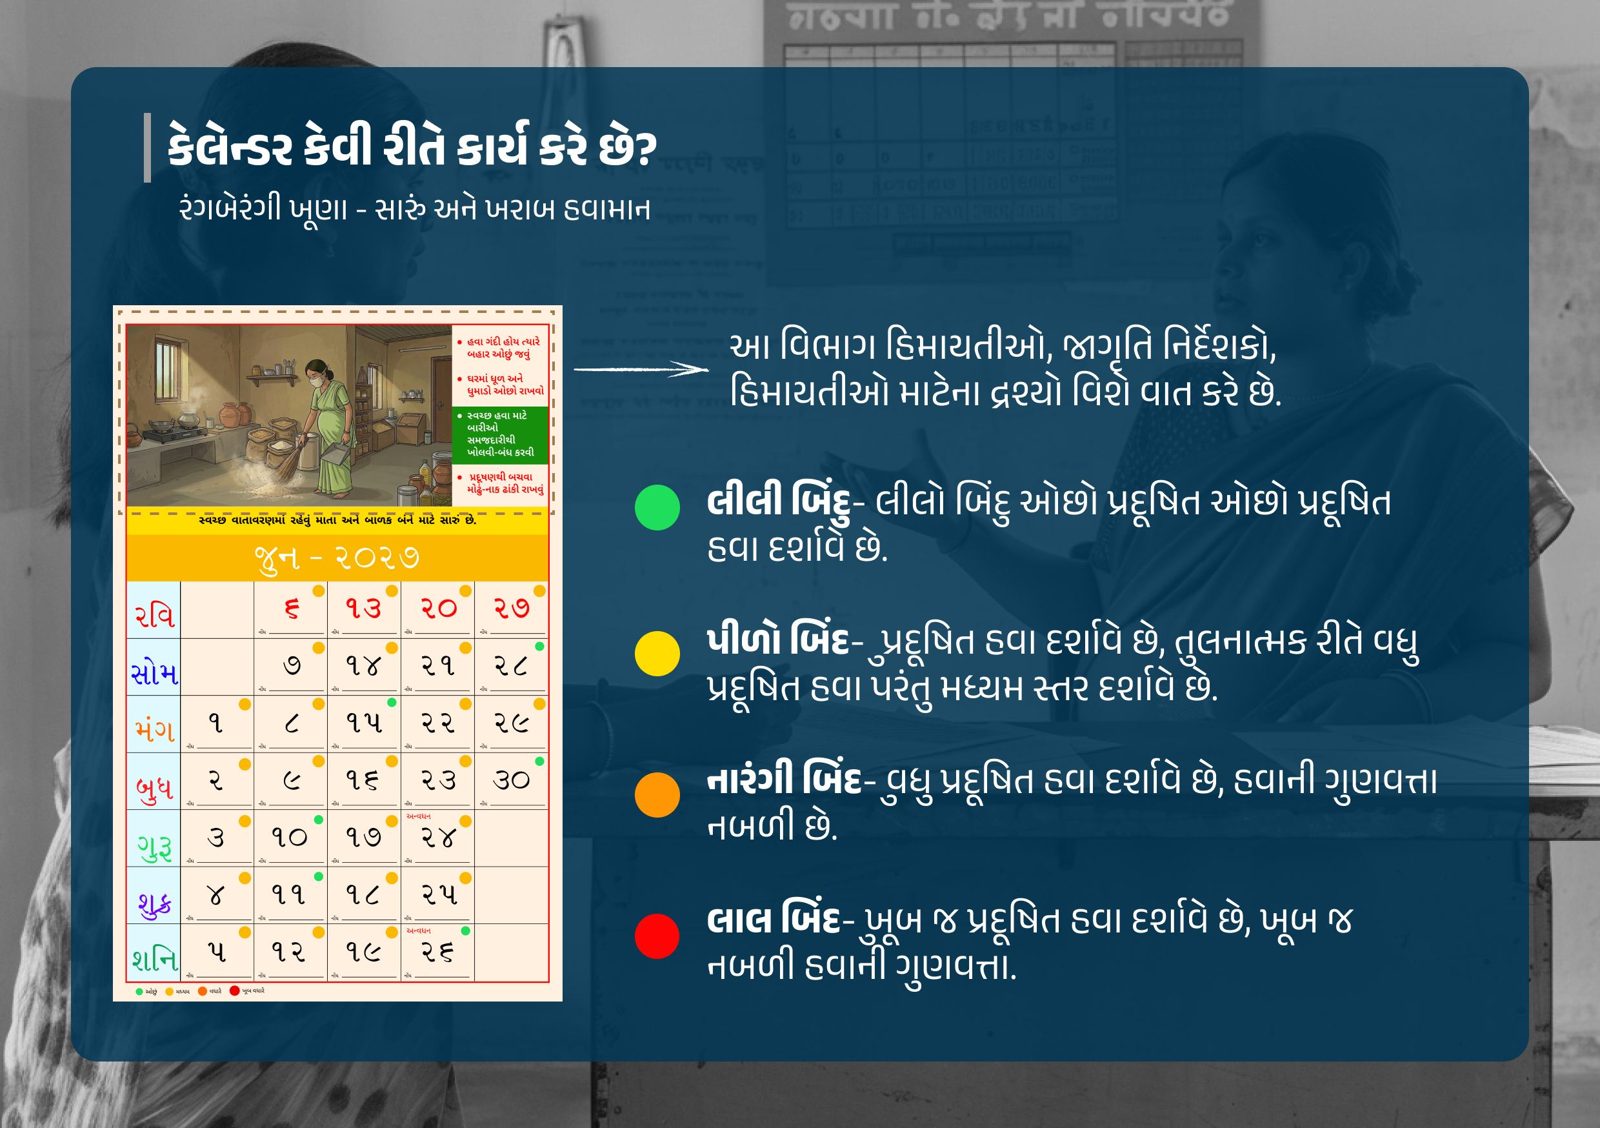 કેલેન્ડર કેવી રીતે કાર્ય કરે છે?
રંગબેરંગી ખૂણા - સારું અને ખરાબ હવામાન
• હવા ગંદી હોય ત્યારે
બહાર ઓછું જવું
• ઘરમાં ધૂળ અને
ધુમાડો ઓછો રાખવો
• સ્વચ્છ હવા માટે
બારીઓ
સમજદારીથી
ખોલવી-બંધ કરવી
• પ્રદૂષણથી બચવા
મોઢું-નાક ઢાંકી રાખવું
સ્વચ્છ વાતાવરણમાં રહેવું માતા અને બાળક બંને માટે સારું છે.
જુન - ૨૦૨૭
રવિ ૬ ૧૩ ૨૦ ૨૭
સોમ ૭ ૧૪ ૨૧ ૨૮
મંગ ૧ ૮ ૧૫ ૨૨ ૨૯
બુધ ૨ ૯ ૧૬ ૨૩ ૩૦
ગુરૂ ૩ ૧૦ ૧૭ ૨૪
શુક્ર ૪ ૧૧ ૧૮ ૨૫
શનિ ૫ ૧૨ ૧૯ ૨૬
ઓછું મધ્યમ વધારે ખૂબ વધારે
આ વિભાગ હિમાયતીઓ, જાગૃતિ નિર્દેશકો,
હિમાયતીઓ માટેના દ્રશ્યો વિશે વાત કરે છે.
લીલી બિંદુ- લીલો બિંદુ ઓછો પ્રદૂષિત ઓછો પ્રદૂષિત
હવા દર્શાવે છે.
પીળો બિંદ- ુપ્રદૂષિત હવા દર્શાવે છે, તુલનાત્મક રીતે વધુ
પ્રદૂષિત હવા પરંતુ મધ્યમ સ્તર દર્શાવે છે.
નારંગી બિંદ- ુવધુ પ્રદૂષિત હવા દર્શાવે છે, હવાની ગુણવત્તા
નબળી છે.
લાલ બિંદ- ુખૂબ જ પ્રદૂષિત હવા દર્શાવે છે, ખૂબ જ
નબળી હવાની ગુણવત્તા.